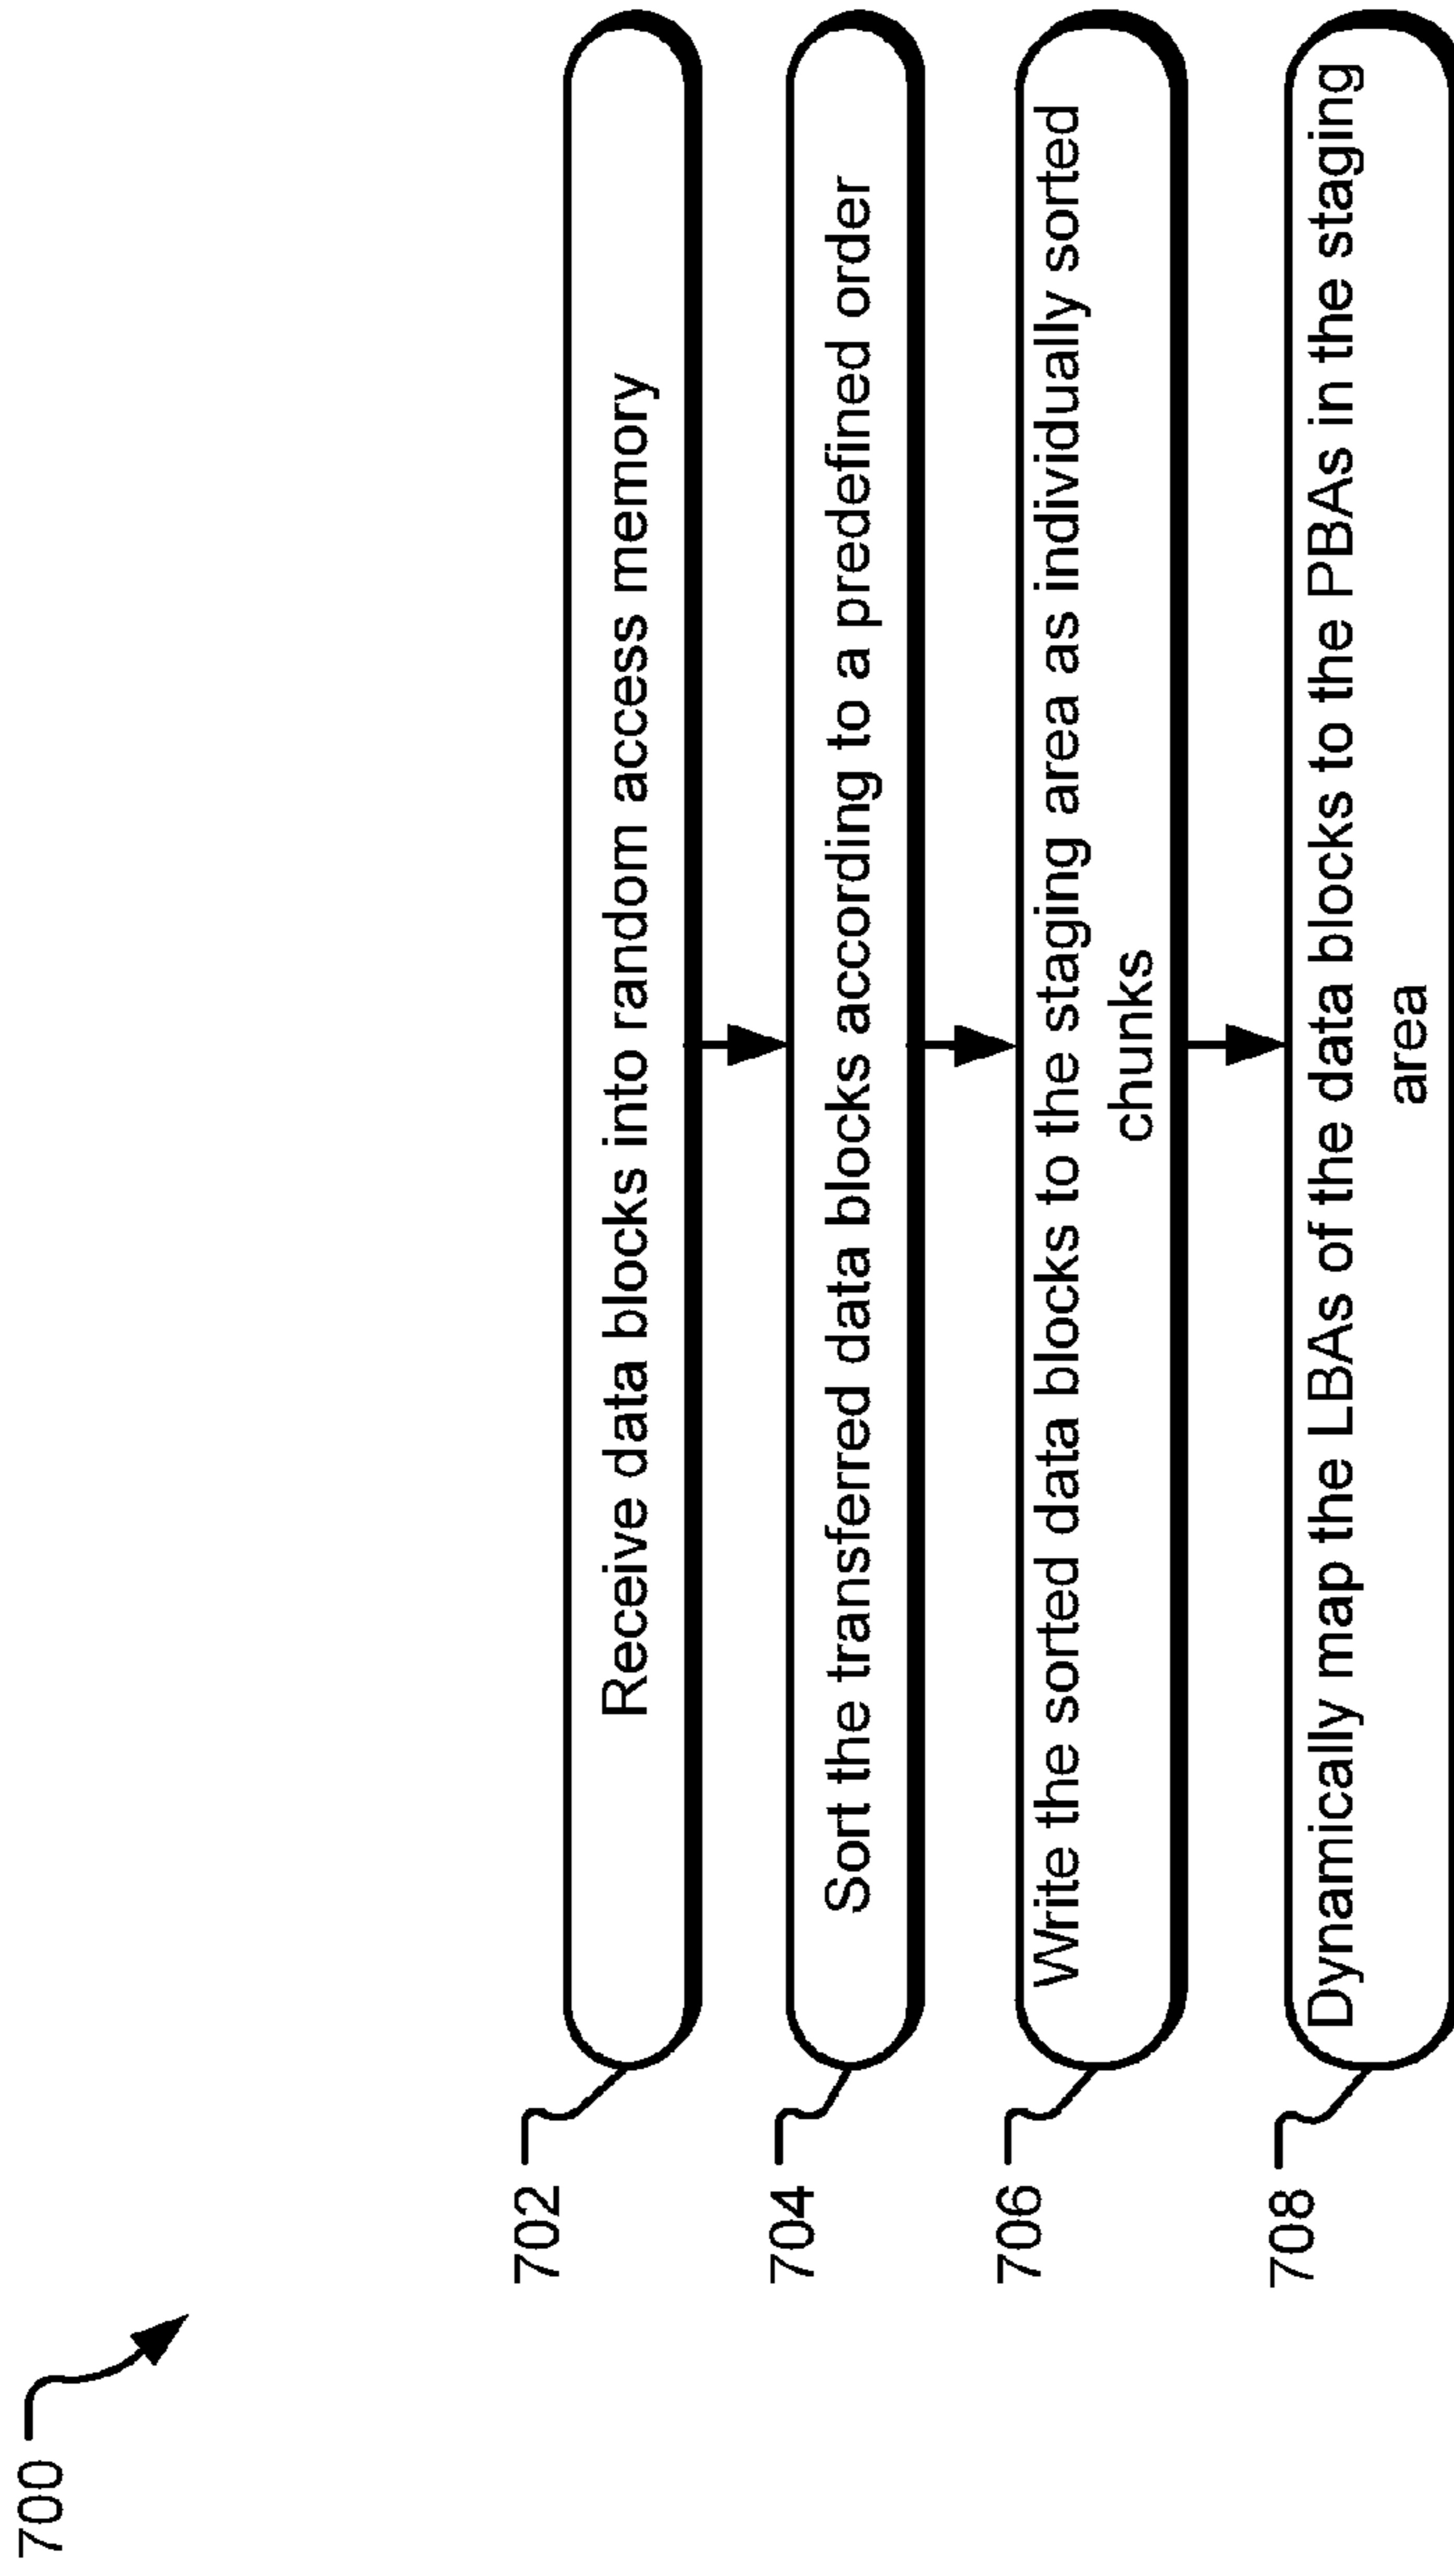 700
702
Receive data blocks into random access memory
704
Sort the transferred data blocks according to a predefined order
706
Write the sorted data blocks to the staging area as individually sorted
chunks
708
Dynamically map the LBAs of the data blocks to the PBAs in the staging
area